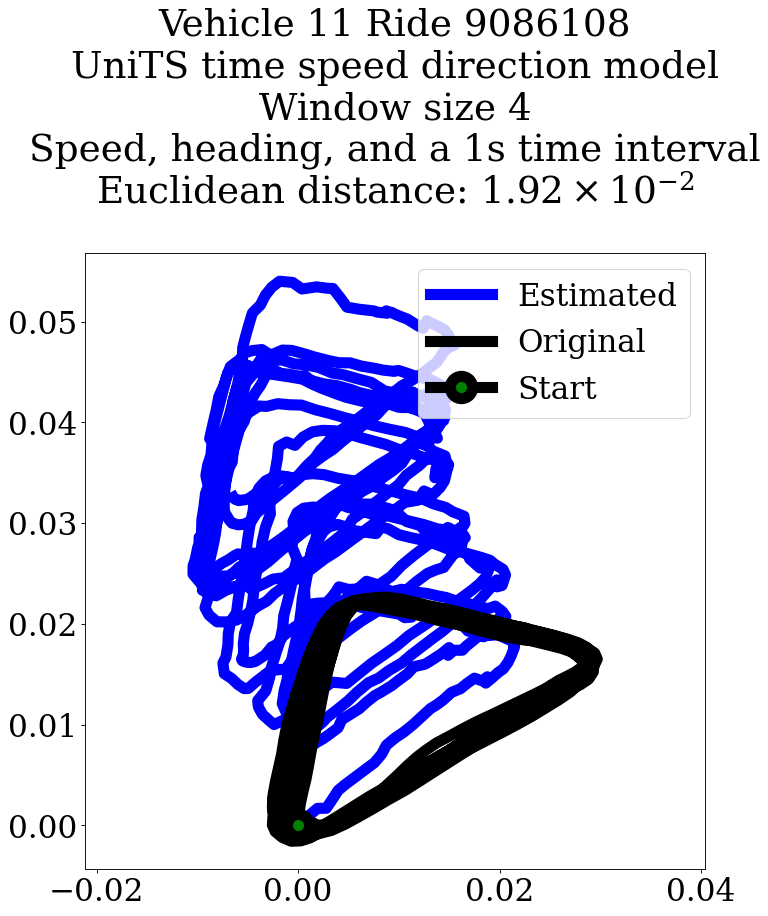 Vehicle 11 Ride 9086108
UniTS time speed direction model
Window size 4
Speed, heading, and a 1s time interval
Euclidean distance: 1.92 × 10⁻²
Estimated
Original
Start
0.05
0.04
0.03
0.02
0.01
0.00
−0.02 0.00 0.02 0.04